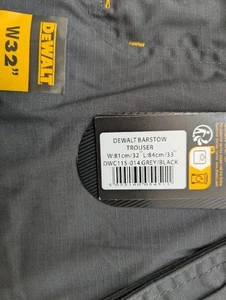 DEWALT
W32"
DEWALT BARSTOW
TROUSER
W:81cm/32" L:84cm/33"
DWC115-014 GREY/BLACK